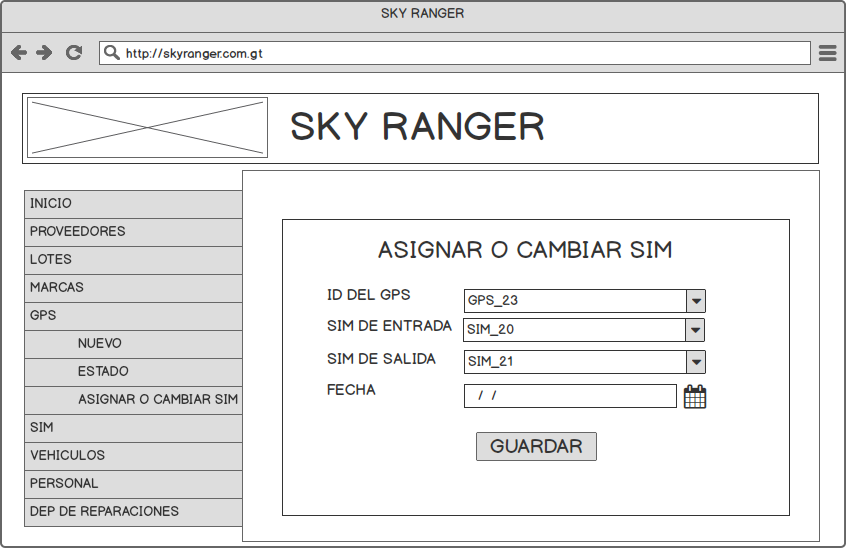 SKY RANGER
http://skyranger.com.gt
SKY RANGER
INICIO
PROVEEDORES
LOTES
MARCAS
GPS
NUEVO
ESTADO
ASIGNAR O CAMBIAR SIM
SIM
VEHICULOS
PERSONAL
DEP DE REPARACIONES
ASIGNAR O CAMBIAR SIM
ID DEL GPS GPS_23
SIM DE ENTRADA SIM_20
SIM DE SALIDA SIM_21
FECHA / /
GUARDAR